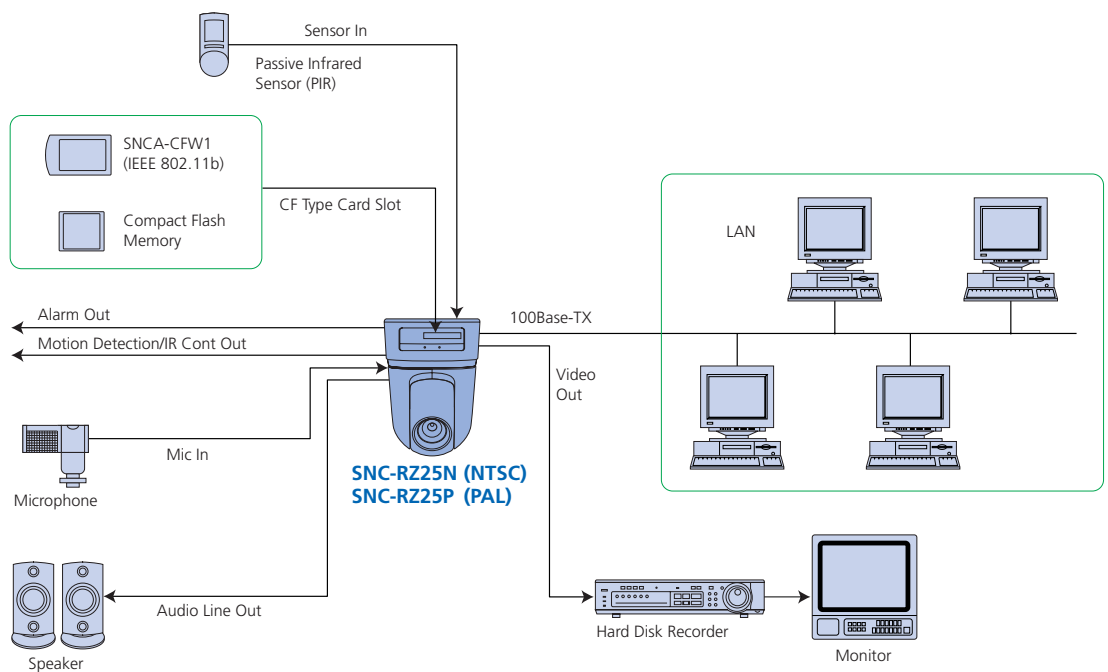 Sensor In
Passive Infrared
Sensor (PIR)
SNCA-CFW1
(IEEE 802.11b)
CF Type Card Slot
Compact Flash
Memory
LAN
Alarm Out
100Base-TX
Motion Detection/IR Cont Out
Video
Out
Mic In
Microphone
SNC-RZ25N (NTSC)
SNC-RZ25P (PAL)
Audio Line Out
Speaker
Hard Disk Recorder
Monitor